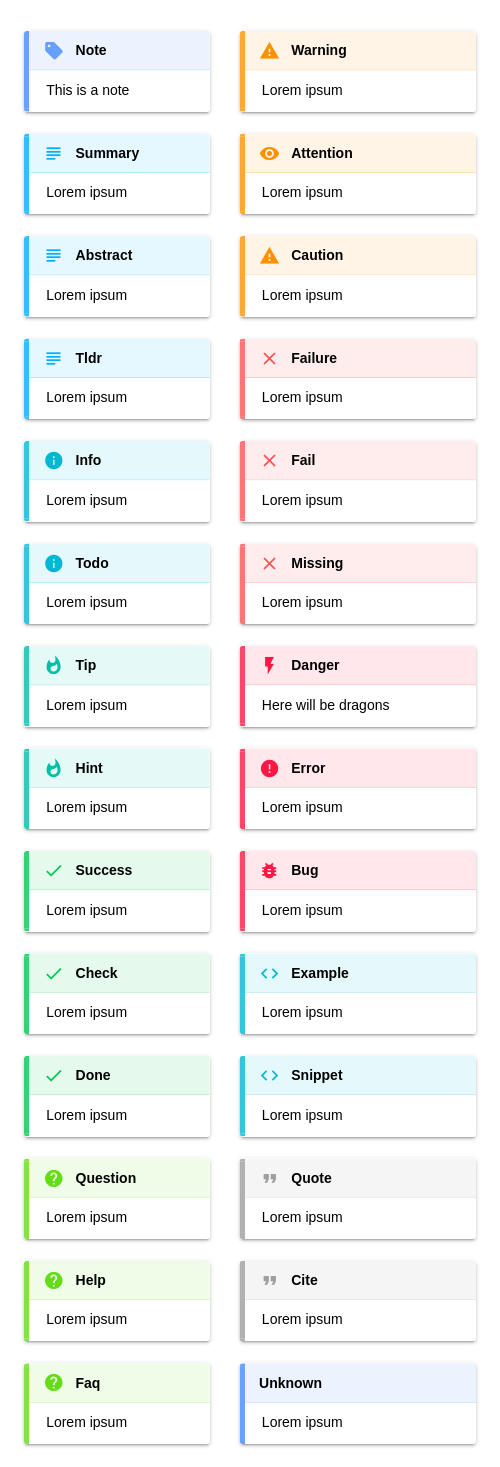 Note
This is a note
Summary
Lorem ipsum
Abstract
Lorem ipsum
Tldr
Lorem ipsum
Info
Lorem ipsum
Todo
Lorem ipsum
Tip
Lorem ipsum
Hint
Lorem ipsum
Success
Lorem ipsum
Check
Lorem ipsum
Done
Lorem ipsum
Question
Lorem ipsum
Help
Lorem ipsum
Faq
Lorem ipsum
Warning
Lorem ipsum
Attention
Lorem ipsum
Caution
Lorem ipsum
Failure
Lorem ipsum
Fail
Lorem ipsum
Missing
Lorem ipsum
Danger
Here will be dragons
Error
Lorem ipsum
Bug
Lorem ipsum
Example
Lorem ipsum
Snippet
Lorem ipsum
Quote
Lorem ipsum
Cite
Lorem ipsum
Unknown
Lorem ipsum